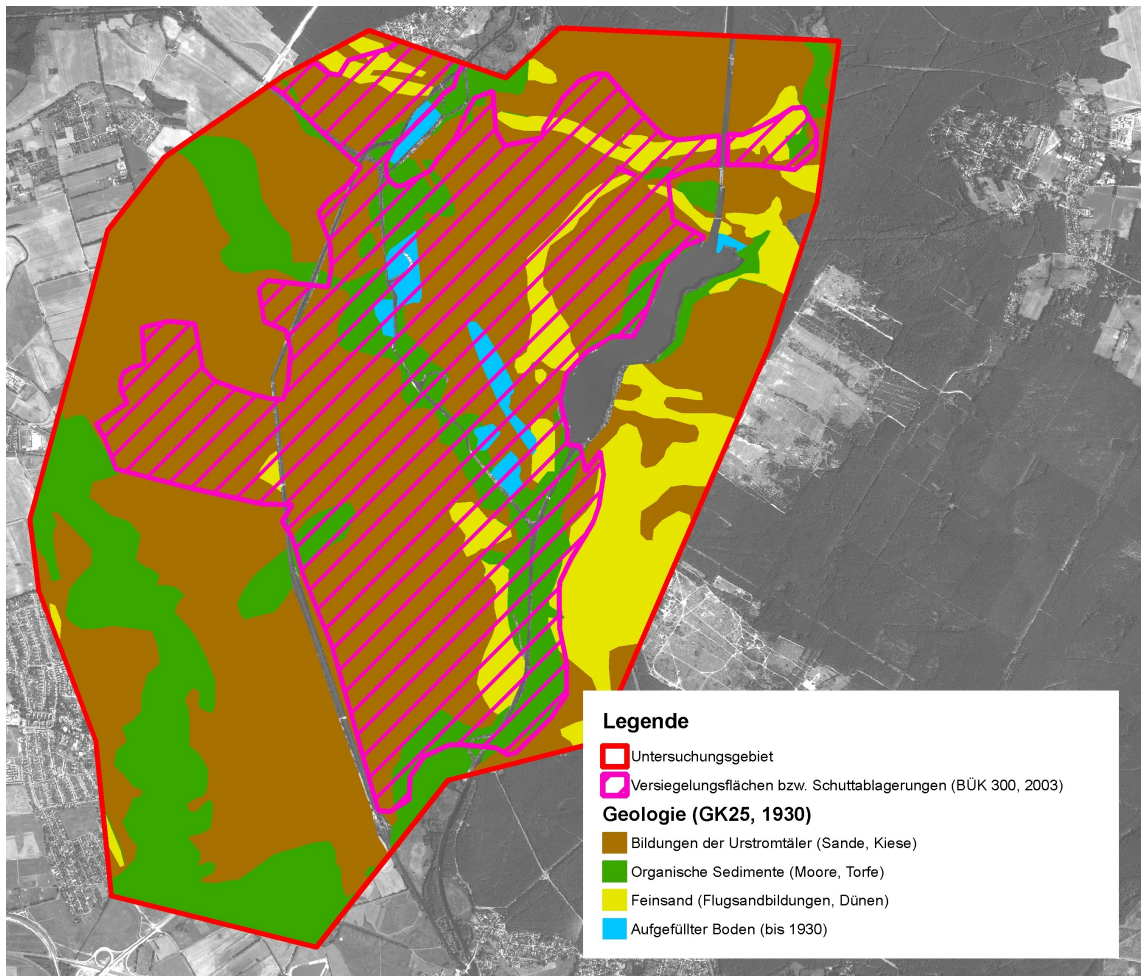 Legende
Untersuchungsgebiet
Versiegelungsflächen bzw. Schuttablagerungen (BÜK 300, 2003)
Geologie (GK25, 1930)
Bildungen der Urstromtäler (Sande, Kiese)
Organische Sedimente (Moore, Torfe)
Feinsand (Flugsandbildungen, Dünen)
Aufgefüllter Boden (bis 1930)